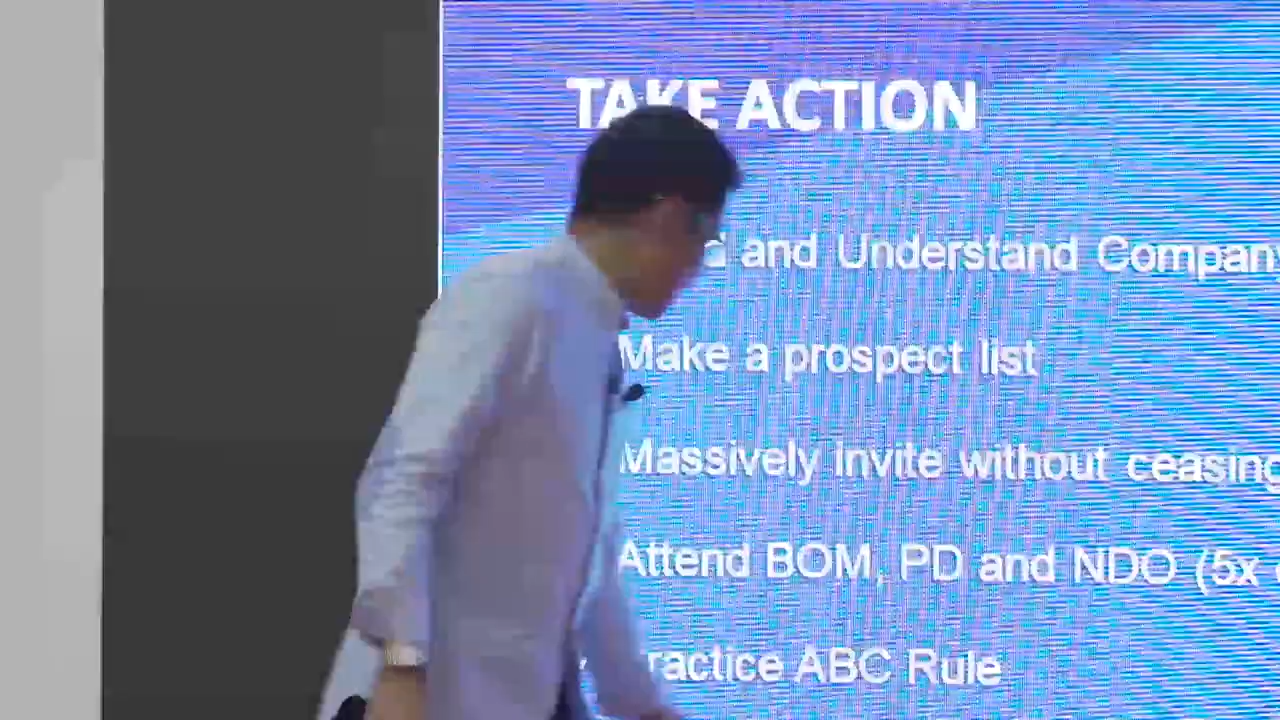 TAKE ACTION
and Understand Company
Make a prospect list
Massively Invite without ceasing
Attend BOM, PD and NDO (5x
ABC Rule